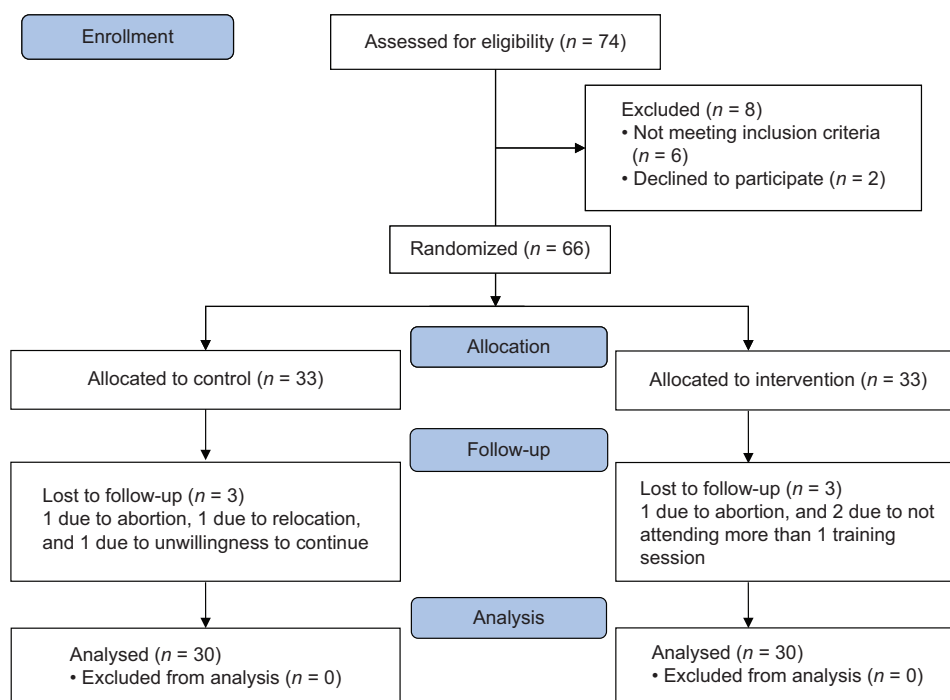 Enrollment
Assessed for eligibility (n = 74)
Excluded (n = 8)
• Not meeting inclusion criteria
(n = 6)
• Declined to participate (n = 2)
Randomized (n = 66)
Allocation
Allocated to control (n = 33)
Allocated to intervention (n = 33)
Follow-up
Lost to follow-up (n = 3)
1 due to abortion, 1 due to relocation,
and 1 due to unwillingness to continue
Lost to follow-up (n = 3)
1 due to abortion, and 2 due to not
attending more than 1 training
session
Analysis
Analysed (n = 30)
• Excluded from analysis (n = 0)
Analysed (n = 30)
• Excluded from analysis (n = 0)